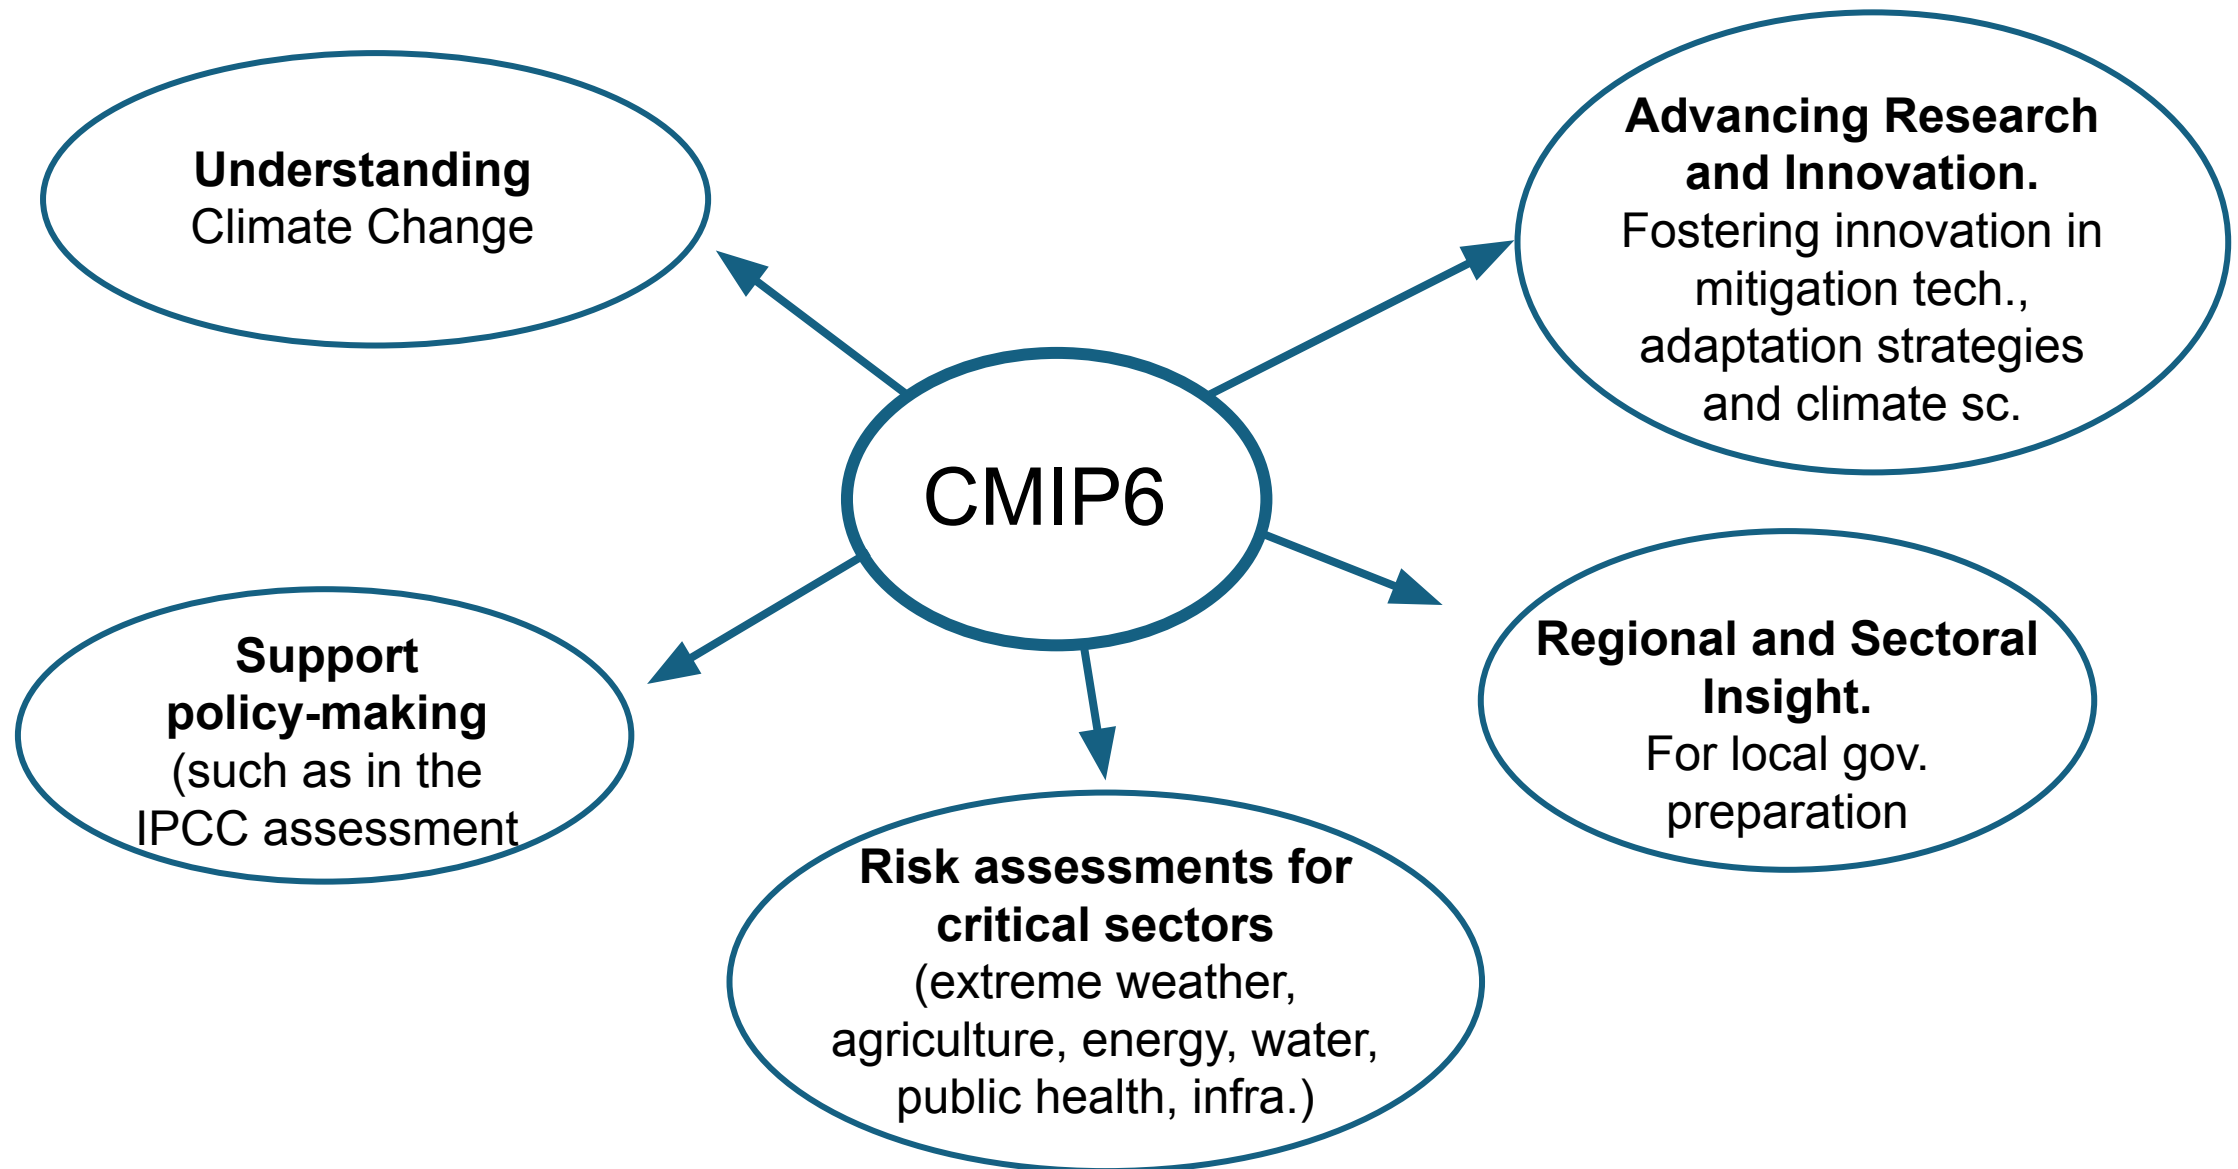 Understanding
Climate Change
Advancing Research
and Innovation.
Fostering innovation in
mitigation tech.,
adaptation strategies
and climate sc.
CMIP6
Support
policy-making
(such as in the
IPCC assessment
Regional and Sectoral
Insight.
For local gov.
preparation
Risk assessments for
critical sectors
(extreme weather,
agriculture, energy, water,
public health, infra.)